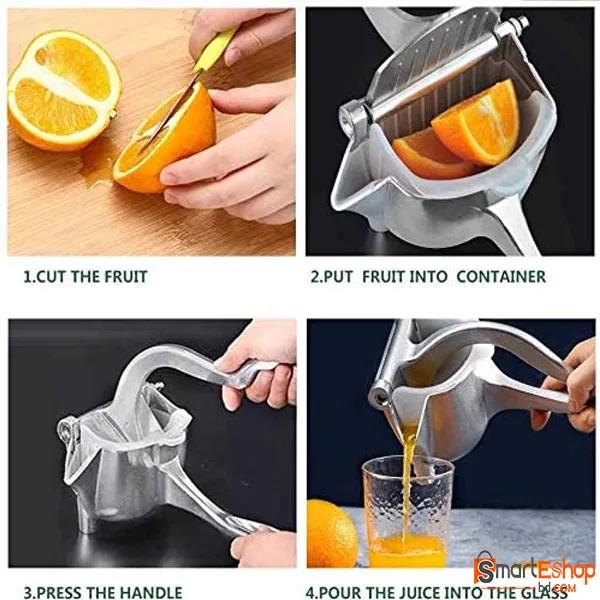 1.CUT THE FRUIT
2.PUT FRUIT INTO CONTAINER
3.PRESS THE HANDLE
4.POUR THE JUICE INTO THE GLASS
SmartEshop
bd.com